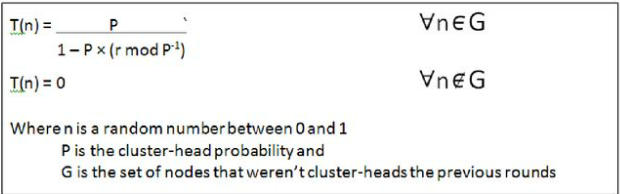 T(n) = P ∀n∈G
1 – P × (r mod P-¹)
T(n) = 0 ∀n∉G
Where n is a random number between 0 and 1
P is the cluster-head probability and
G is the set of nodes that weren't cluster-heads the previous rounds